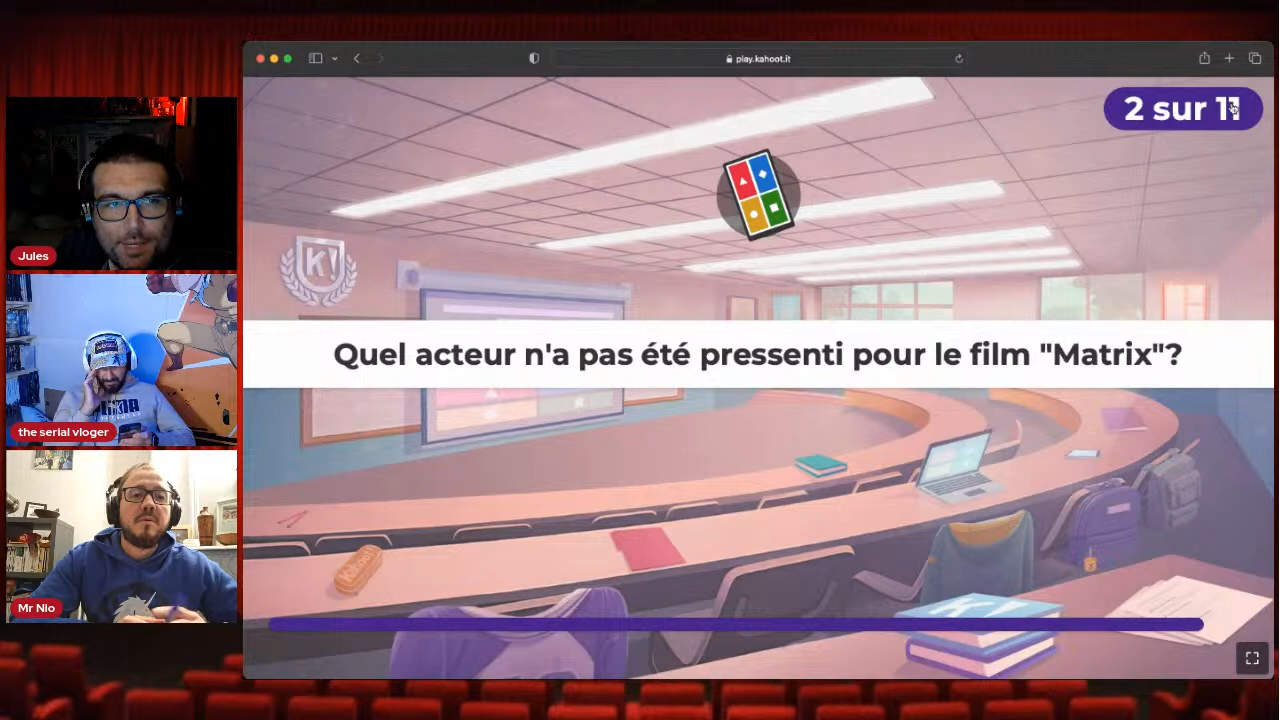 play.kahoot.it
2 sur 11
K!
Quel acteur n'a pas été pressenti pour le film "Matrix"?
Jules
the serial vloger
Mr Nio
Kahoot!
K!